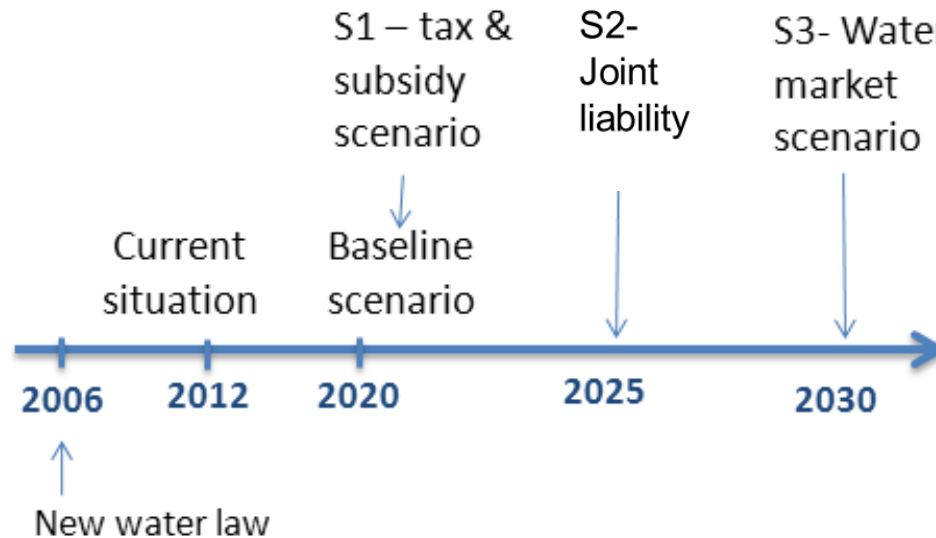 S1 – tax &
subsidy
scenario
S2-
Joint
liability
S3- Wate
market
scenario
Current
situation
Baseline
scenario
2006
2012
2020
2025
2030
New water law